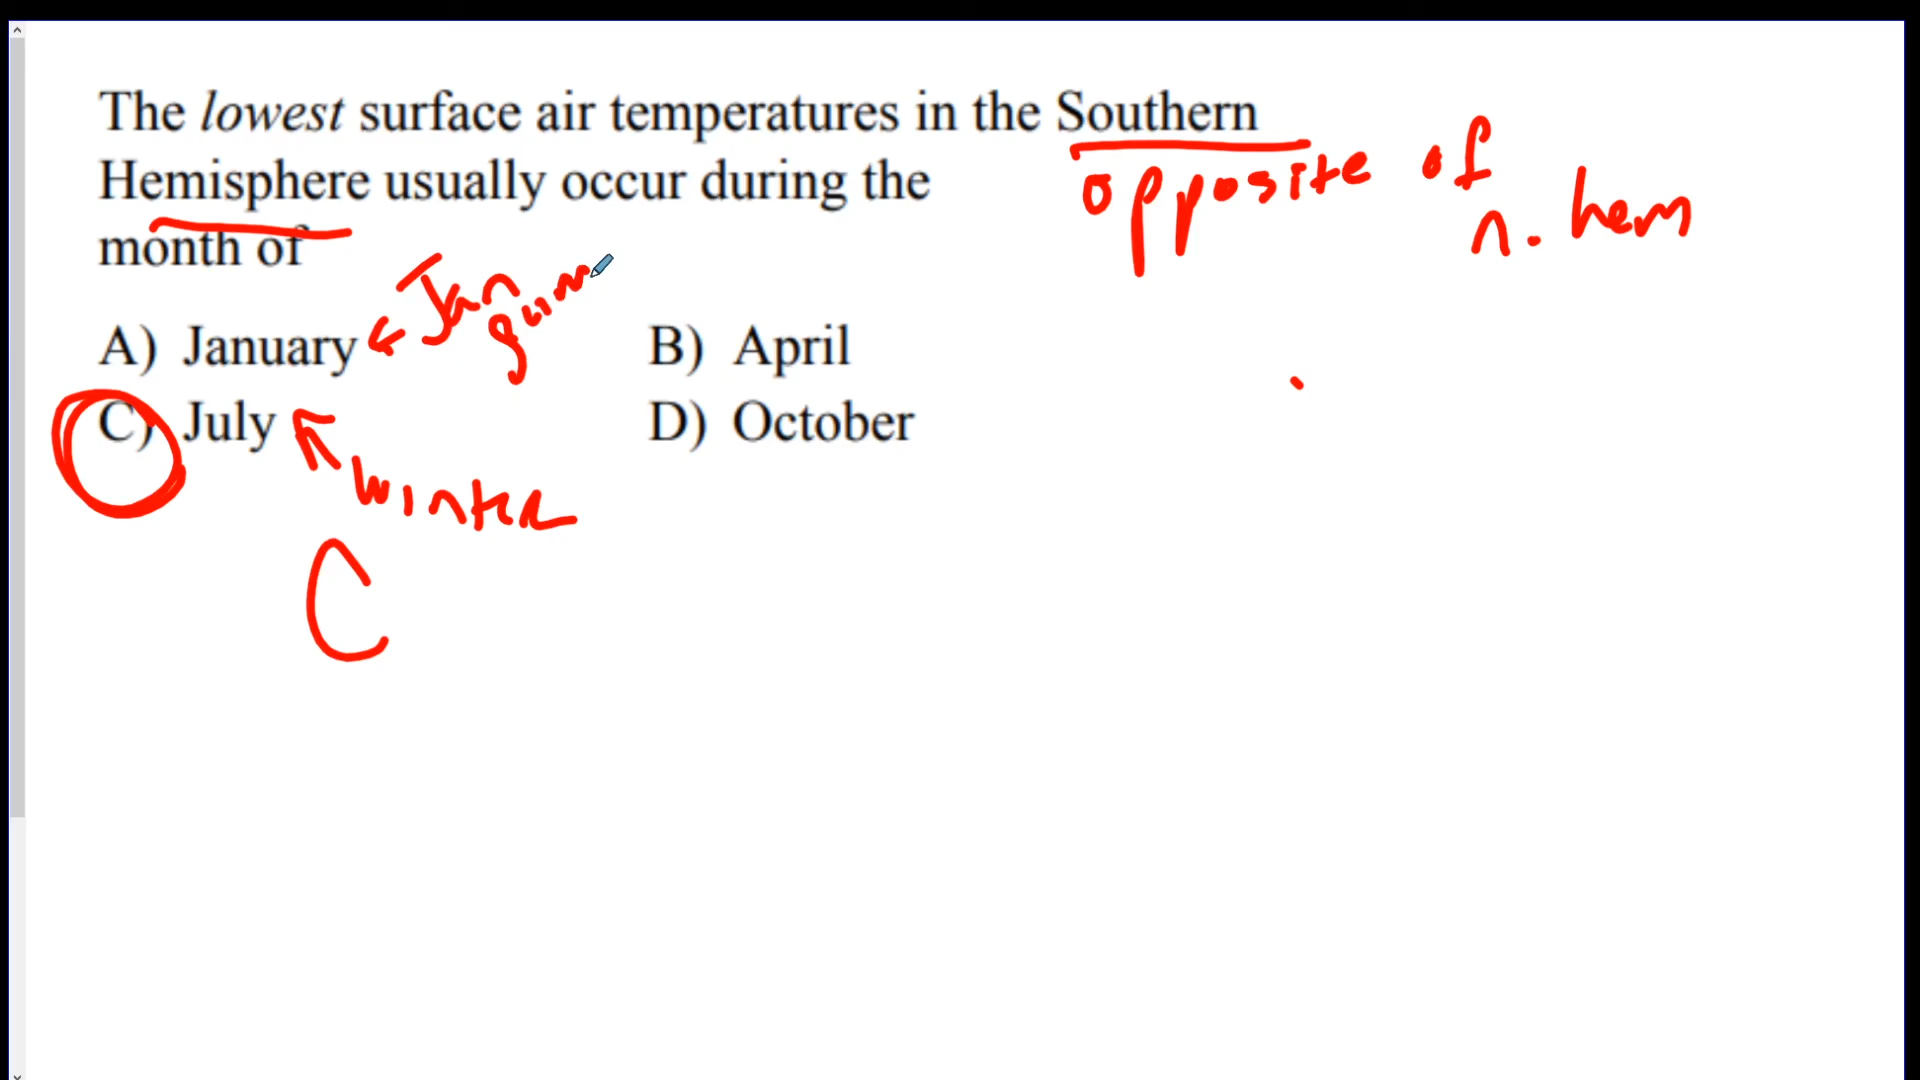 The lowest surface air temperatures in the Southern
Hemisphere usually occur during the
month of
opposite of
n. hem
Jan
A) January
B) April
C) July
D) October
winter
C